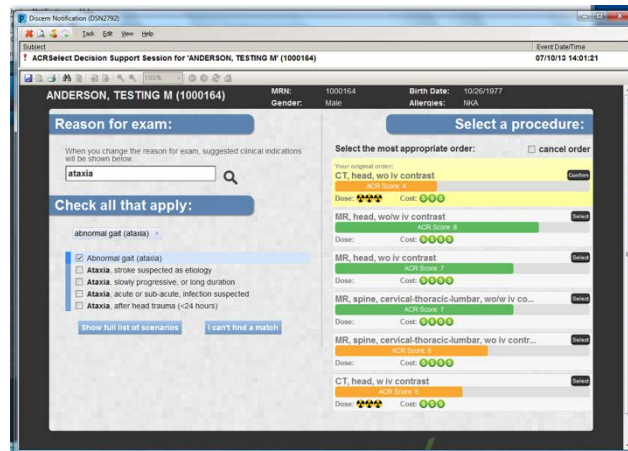 Discern Notification (DSN2792)
Task Edit View Help
Subject Event Date/Time
! ACRSelect Decision Support Session for 'ANDERSON, TESTING M' (1000164) 07/10/13 14:01:21
100%
ANDERSON, TESTING M (1000164) MRN: 1000164 Birth Date: 10/26/1977
Gender: Male Allergies: NKA
Reason for exam:
When you change the reason for exam, suggested clinical indications
will be shown below.
ataxia
Check all that apply:
abnormal gait (ataxia) ×
Abnormal gait (ataxia)
Ataxia, stroke suspected as etiology
Ataxia, slowly progressive, or long duration
Ataxia, acute or sub-acute, infection suspected
Ataxia, after head trauma (<24 hours)
Show full list of scenarios I can't find a match
Select a procedure:
Select the most appropriate order: cancel order
Your original order:
CT, head, wo iv contrast Confirm
ACR Score: 4
Dose: Cost: $$$
MR, head, wo/w iv contrast Select
ACR Score: 8
Dose: Cost: $$$$
MR, head, wo iv contrast Select
ACR Score: 7
Dose: Cost: $$$$
MR, spine, cervical-thoracic-lumbar, wo/w iv co... Select
ACR Score: 7
Dose: Cost: $$$$
MR, spine, cervical-thoracic-lumbar, wo iv contr... Select
ACR Score: 6
Dose: Cost: $$$$
CT, head, w iv contrast Select
ACR Score: 5
Dose: Cost: $$$